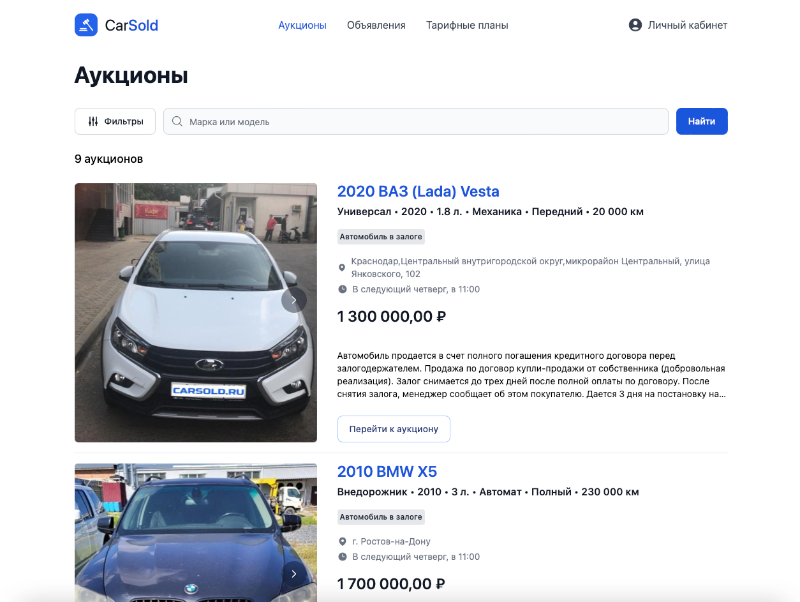 CarSold
Аукционы
Объявления
Тарифные планы
Личный кабинет
Аукционы
Фильтры
Марка или модель
Найти
9 аукционов
2020 ВАЗ (Lada) Vesta
Универсал • 2020 • 1.8 л. • Механика • Передний • 20 000 км
Автомобиль в залоге
Краснодар,Центральный внутригородской округ,микрорайон Центральный, улица
Янковского, 102
В следующий четверг, в 11:00
1 300 000,00 ₽
Автомобиль продается в счет полного погашения кредитного договора перед
залогодержателем. Продажа по договор купли-продажи от собственника (добровольная
реализация). Залог снимается до трех дней после полной оплаты по договору. После
снятия залога, менеджер сообщает об этом покупателю. Дается 3 дня на постановку на...
CARSOLD.RU
Перейти к аукциону
2010 BMW X5
Внедорожник • 2010 • 3 л. • Автомат • Полный • 230 000 км
Автомобиль в залоге
г. Ростов-на-Дону
В следующий четверг, в 11:00
1 700 000,00 ₽